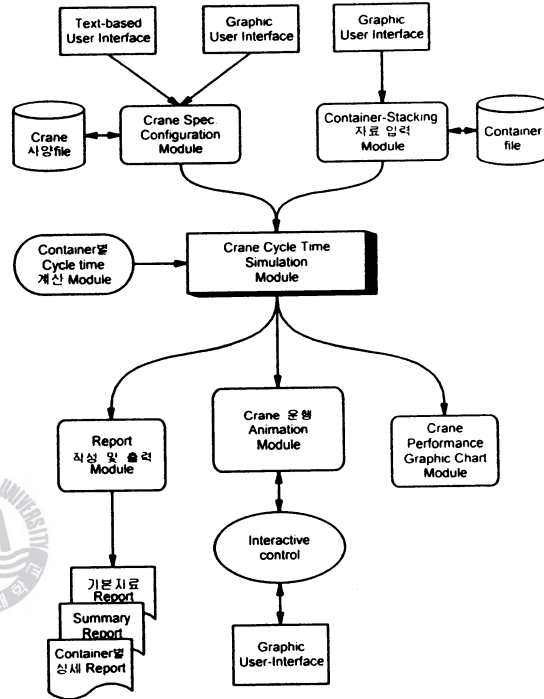 Text-based
User Interface
Graphic
User Interface
Graphic
User Interface
Crane
사양file
Crane Spec.
Configuration
Module
Container-Stacking
자료 입력
Module
Container
file
Container별
Cycle time
계산 Module
Crane Cycle Time
Simulation
Module
Report
작성 및 출력
Module
Crane 운행
Animation
Module
Crane
Performance
Graphic Chart
Module
Interactive
control
기본자료
Report
Summary
Report
Container별
상세 Report
Graphic
User-Interface
UNIVERSITY